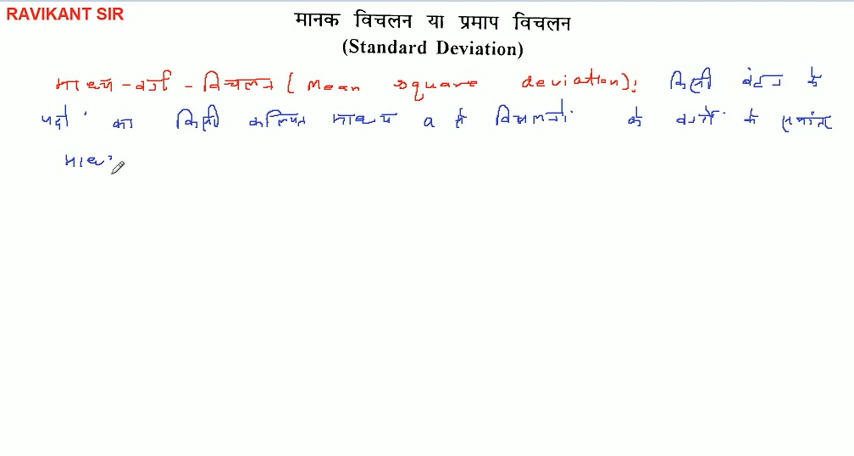 RAVIKANT SIR
मानक विचलन या प्रमाप विचलन
(Standard Deviation)
माध्य-वर्ग-विचलन (Mean square deviation): किसी बंटन के
पदों का किसी कल्पित माध्य a से विचलनों के वर्गों के समांतर
माध्य